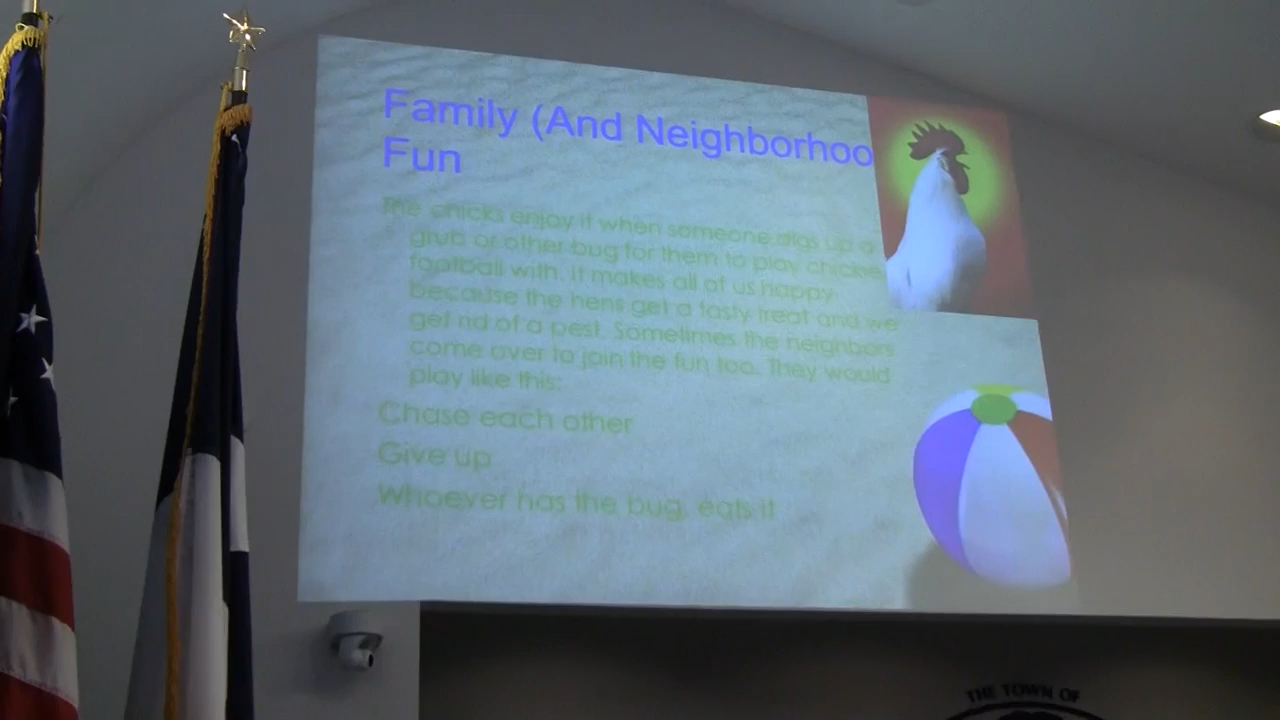 Family (And Neighborhoo
Fun
The chicks enjoy it when someone digs up a
grub or other bug for them to play chicke
football with. It makes all of us happy
because the hens get a tasty treat and we
get rid of a pest. Sometimes the neighbors
come over to join the fun too. They would
play like this:
Chase each other
Give up
Whoever has the bug, eats it
THE TOWN OF